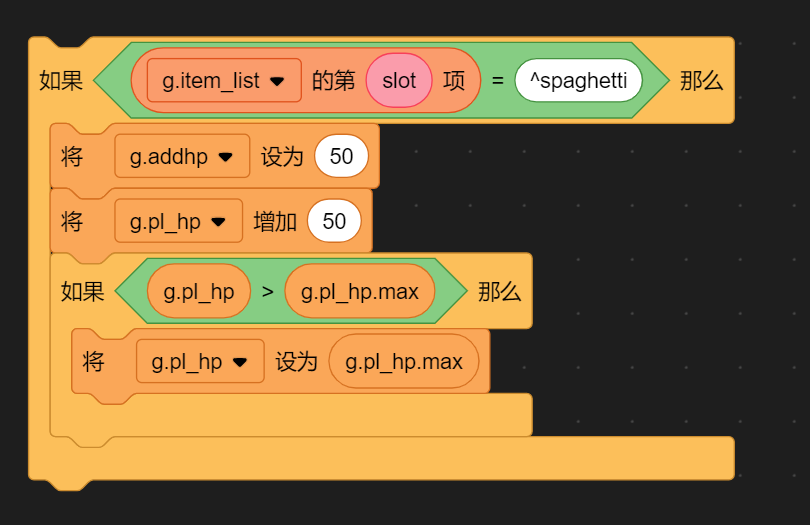 如果 g.item_list 的第 slot 项 = ^spaghetti 那么
将 g.addhp 设为 50
将 g.pl_hp 增加 50
如果 g.pl_hp > g.pl_hp.max 那么
将 g.pl_hp 设为 g.pl_hp.max